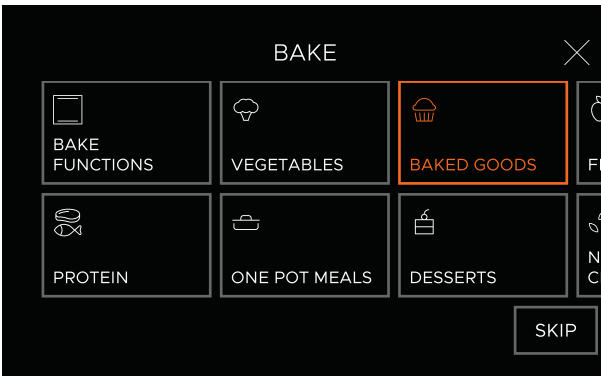 BAKE
BAKE
FUNCTIONS
VEGETABLES
BAKED GOODS
PROTEIN
ONE POT MEALS
DESSERTS
SKIP